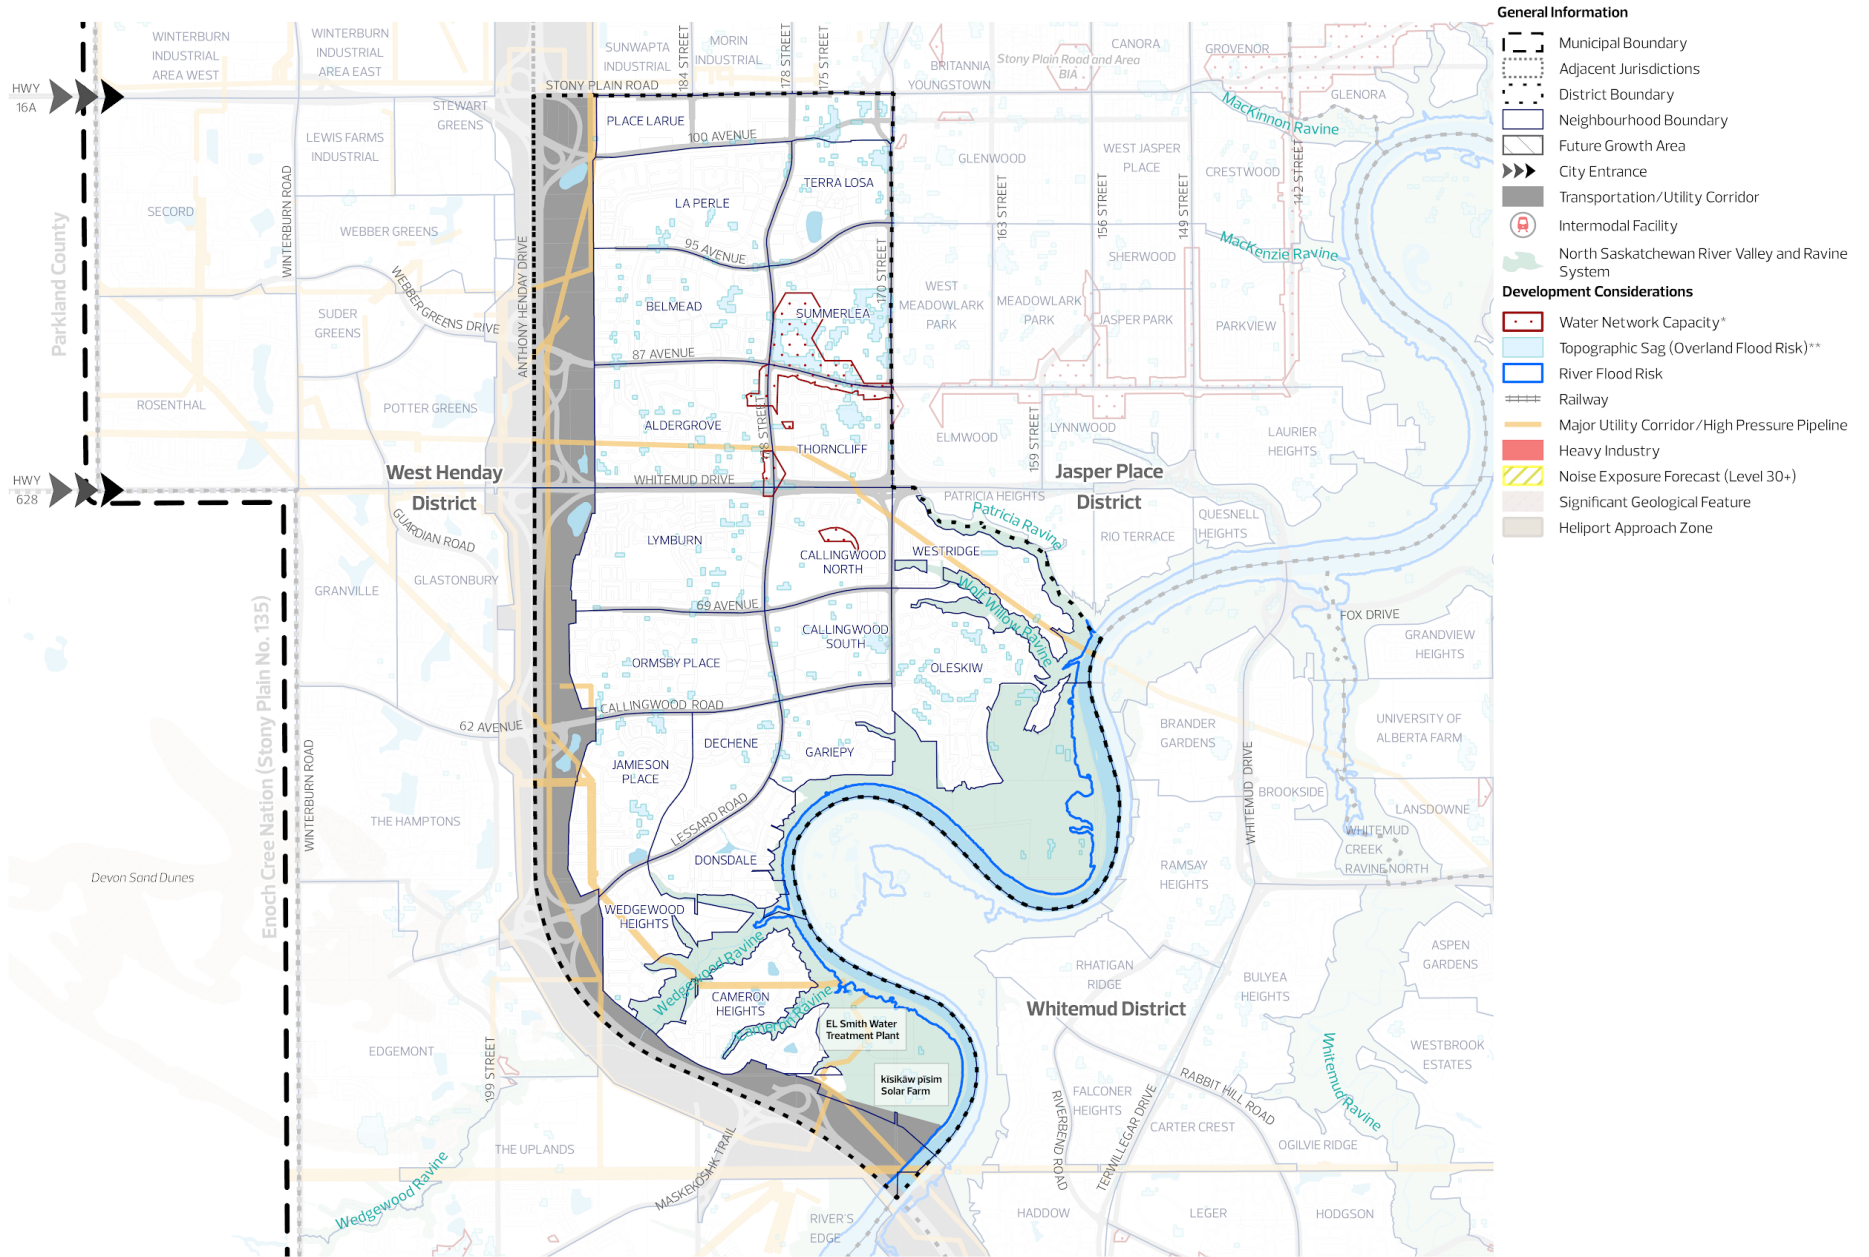 WINTERBURN
INDUSTRIAL
AREA WEST
WINTERBURN
INDUSTRIAL
AREA EAST
SUNWAPTA
INDUSTRIAL
184 STREET
MORIN
INDUSTRIAL
178 STREET
175 STREET
BRITANNIA
YOUNGSTOWN
Stony Plain Road and Area
BIA
CANORA
GROVENOR
GLENORA
HWY
16A
STEWART
GREENS
STONY PLAIN ROAD
PLACE LARUE
100 AVENUE
MacKinnon Ravine
LEWIS FARMS
INDUSTRIAL
TERRA LOSA
GLENWOOD
WEST JASPER
PLACE
CRESTWOOD
142 STREET
WINTERBURN ROAD
SECORD
WEBBER GREENS
LA PERLE
95 AVENUE
163 STREET
156 STREET
149 STREET
MacKenzie Ravine
SHERWOOD
Parkland County
ANTHONY HENDAY DRIVE
170 STREET
WEBBER GREENS DRIVE
SUDER
GREENS
BELMEAD
SUMMERLEA
WEST
MEADOWLARK
PARK
MEADOWLARK
PARK
JASPER PARK
PARKVIEW
87 AVENUE
ROSENTHAL
POTTER GREENS
ALDERGROVE
178 STREET
THORNCLIFF
ELMWOOD
159 STREET
LYNNWOOD
LAURIER
HEIGHTS
West Henday
District
Jasper Place
District
HWY
628
WHITEMUD DRIVE
PATRICIA HEIGHTS
Patricia Ravine
GUARDIAN ROAD
LYMBURN
CALLINGWOOD
NORTH
WESTRIDGE
RIO TERRACE
QUESNELL
HEIGHTS
GRANVILLE
GLASTONBURY
Wolf Willow Ravine
69 AVENUE
CALLINGWOOD
SOUTH
FOX DRIVE
GRANDVIEW
HEIGHTS
Enoch Cree Nation (Stony Plain No. 135)
ORMSBY PLACE
OLESKIW
62 AVENUE
CALLINGWOOD ROAD
DECHENE
GARIEPY
BRANDER
GARDENS
UNIVERSITY OF
ALBERTA FARM
WINTERBURN ROAD
JAMIESON
PLACE
WHITEMUD DRIVE
BROOKSIDE
LANSDOWNE
THE HAMPTONS
LESSARD ROAD
WHITEMUD
CREEK
RAVINE NORTH
Devon Sand Dunes
DONSDALE
RAMSAY
HEIGHTS
WEDGEWOOD
HEIGHTS
Wedgewood Ravine
ASPEN
GARDENS
RHATIGAN
RIDGE
BULYEA
HEIGHTS
CAMERON
HEIGHTS
Cameron Ravine
Whitemud District
EL Smith Water
Treatment Plant
EDGEMONT
199 STREET
WESTBROOK
ESTATES
Whitemud Ravine
kīsikāw pīsim
Solar Farm
FALCONER
HEIGHTS
RABBIT HILL ROAD
RIVERBEND ROAD
TERWILLEGAR DRIVE
CARTER CREST
OGILVIE RIDGE
THE UPLANDS
MASKEKOSIHK TRAIL
Wedgewood Ravine
RIVER'S
EDGE
HADDOW
LEGER
HODGSON
General Information
Municipal Boundary
Adjacent Jurisdictions
District Boundary
Neighbourhood Boundary
Future Growth Area
City Entrance
Transportation/Utility Corridor
Intermodal Facility
North Saskatchewan River Valley and Ravine
System
Development Considerations
Water Network Capacity*
Topographic Sag (Overland Flood Risk)**
River Flood Risk
Railway
Major Utility Corridor/High Pressure Pipeline
Heavy Industry
Noise Exposure Forecast (Level 30+)
Significant Geological Feature
Heliport Approach Zone